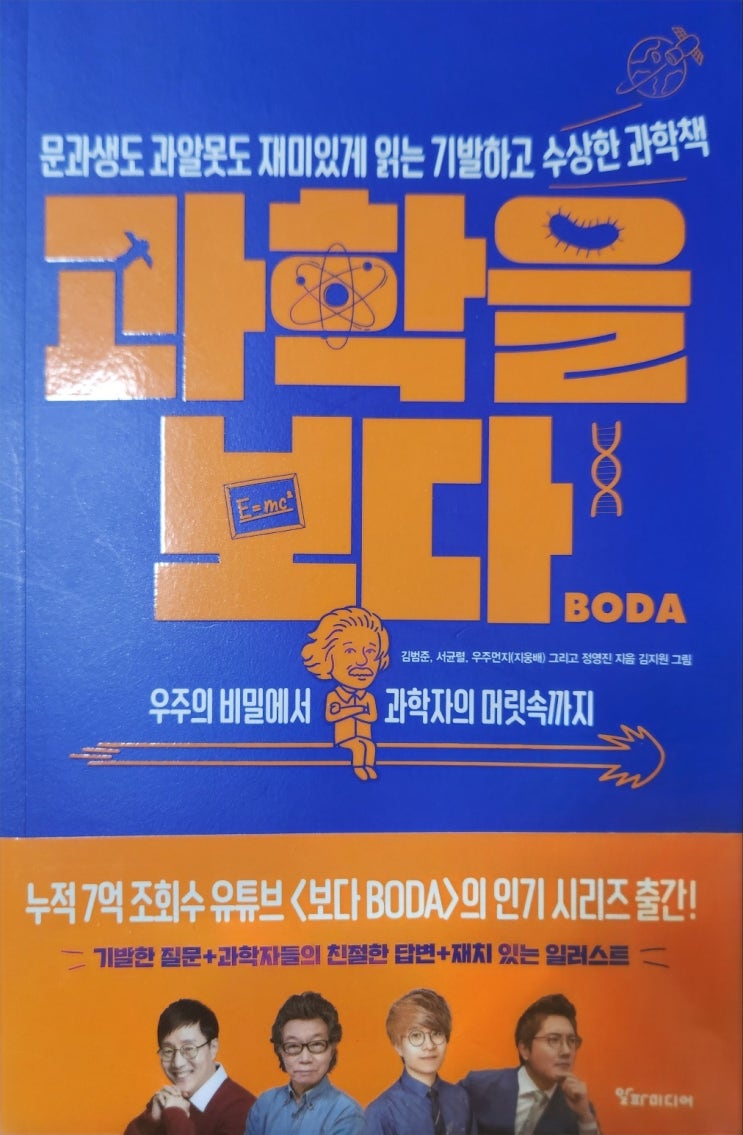 문과생도 과알못도 재미있게 읽는 기발하고 수상한 과학책
과학을
보다
E=mc²
BODA
김범준, 서균렬, 우주먼지(지웅배) 그리고 정영진 지음 김지원 그림
우주의 비밀에서 과학자의 머릿속까지
누적 7억 조회수 유튜브 <보다 BODA>의 인기 시리즈 출간!
기발한 질문+과학자들의 친절한 답변+재치 있는 일러스트
알파미디어